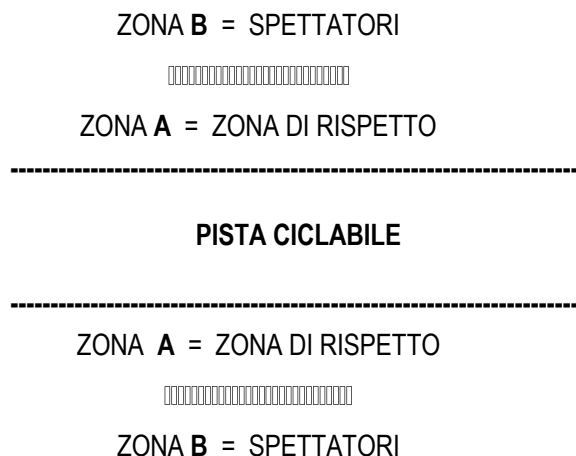 ZONA B = SPETTATORI
ZONA A = ZONA DI RISPETTO
PISTA CICLABILE
ZONA A = ZONA DI RISPETTO
ZONA B = SPETTATORI